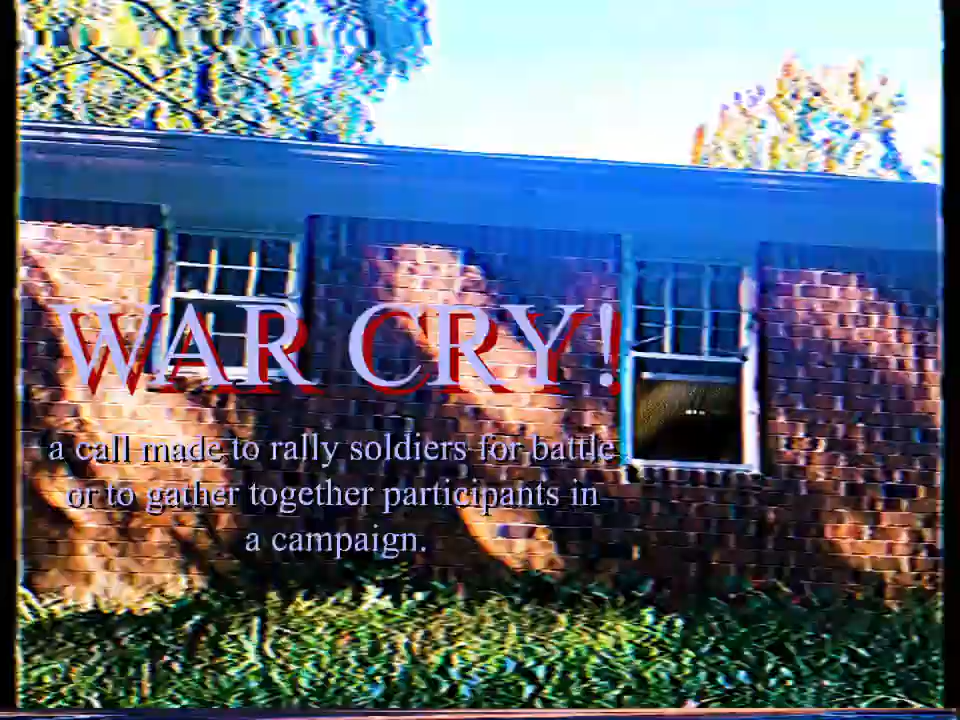 WAR CRY!
a call made to rally soldiers for battle
or to gather together participants in
a campaign.